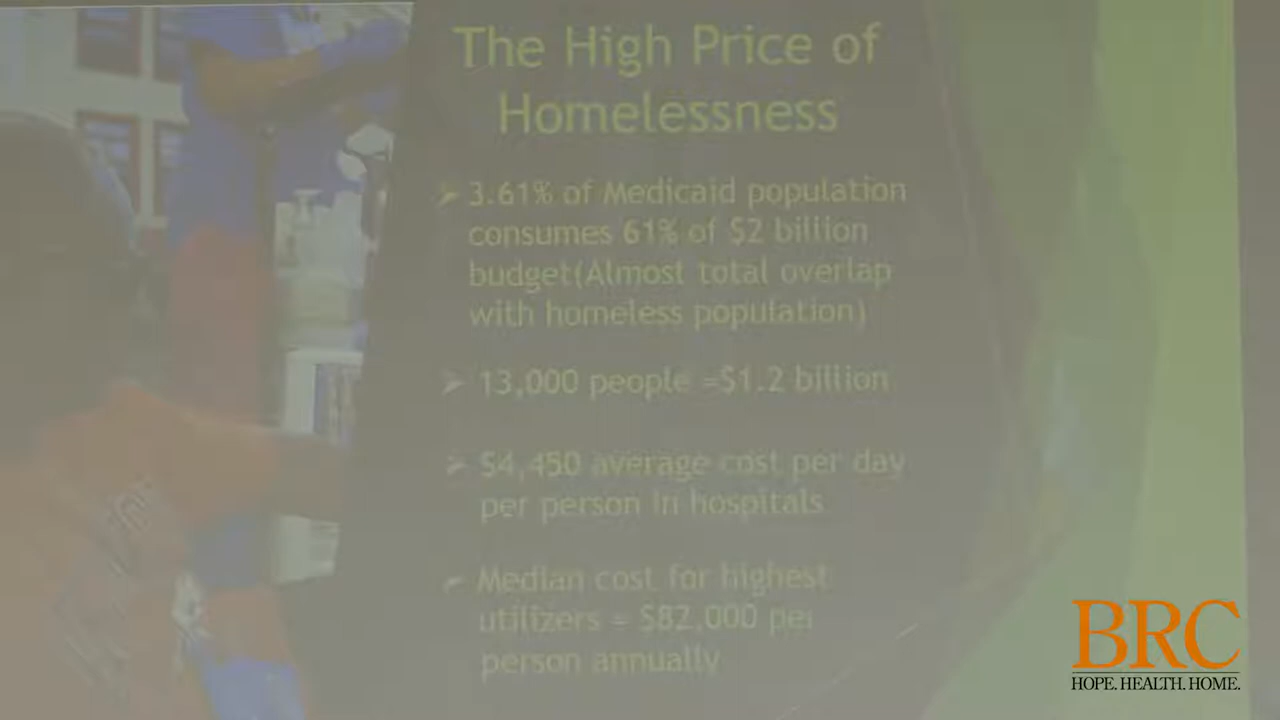 The High Price of
Homelessness
3.61% of Medicaid population
consumes 61% of $2 billion
budget(Almost total overlap
with homeless population)
13,000 people =$1.2 billion
$4,450 average cost per day
per person in hospitals
Median cost for highest
utilizers = $82,000 per
person annually
BRC
HOPE. HEALTH. HOME.